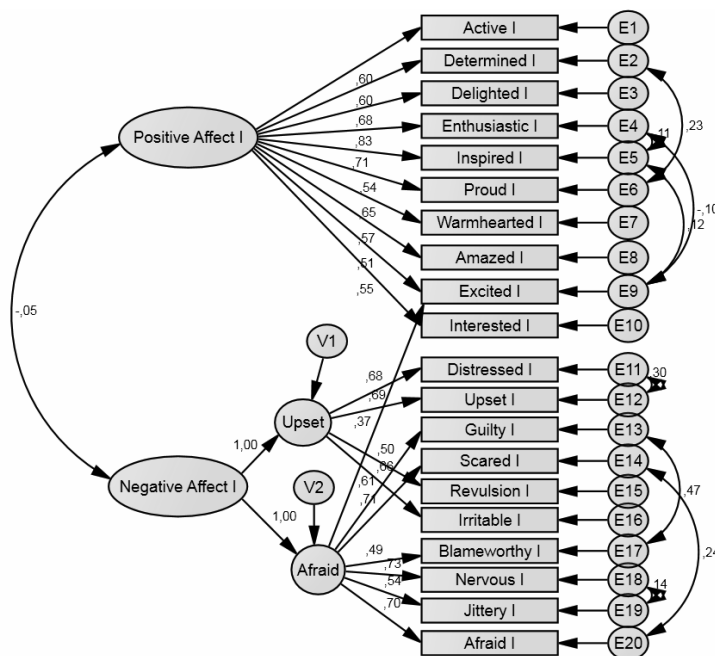 Active I
E1
Determined I
E2
,60
Delighted I
E3
,60
Enthusiastic I
E4
,68
,11
,23
Positive Affect I
,83
Inspired I
E5
,71
Proud I
E6
,54
Warmhearted I
E7
-,10
,12
,65
Amazed I
E8
,57
,51
Excited I
E9
,55
Interested I
E10
-,05
V1
Distressed I
E11
,30
,68
,69
Upset I
E12
Upset
,37
Guilty I
E13
1,00
,50
Scared I
E14
,66
,61
Negative Affect I
V2
,71
Revulsion I
E15
,47
1,00
Irritable I
E16
,49
Blameworthy I
E17
,24
Afraid
,73
Nervous I
E18
,14
,54
Jittery I
E19
,70
Afraid I
E20